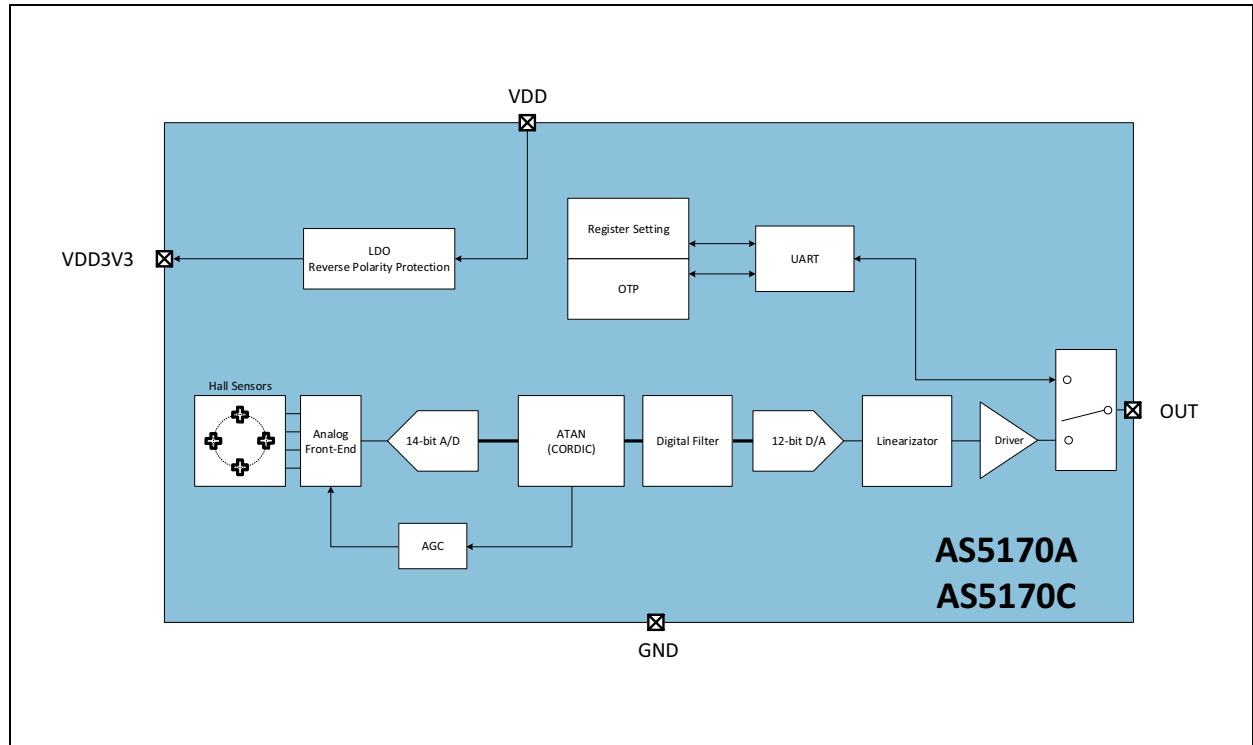 VDD
VDD3V3
LDO
Reverse Polarity Protection
Register Setting
OTP
UART
Hall Sensors
Analog
Front-End
14-bit A/D
ATAN
(CORDIC)
Digital Filter
12-bit D/A
Linearizator
Driver
OUT
AGC
AS5170A
AS5170C
GND